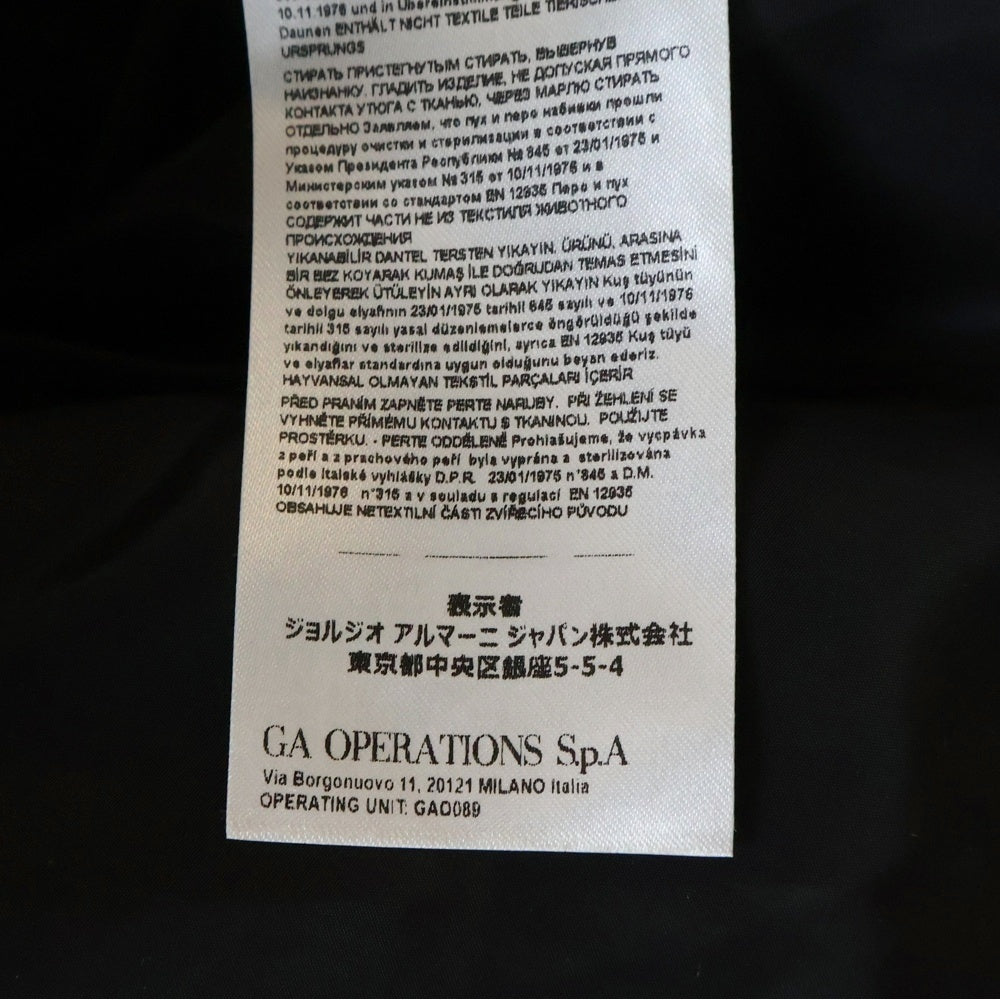 10.11.1976 und in Übereinstimmung
Daunen ENTHÄLT NICHT TEXTILE TEILE TIERISCHEN
URSPRUNGS
СТИРАТЬ ПРИСТЕГНУТЫМ СТИРАТЬ, ВЫВЕРНУВ
НАИЗНАНКУ. ГЛАДИТЬ ИЗДЕЛИЕ, НЕ ДОПУСКАЯ ПРЯМОГО
КОНТАКТА УТЮГА С ТКАНЬЮ, ЧЕРЕЗ МАРЛЮ СТИРАТЬ
ОТДЕЛЬНО Заявляем, что пух и перо набивки прошли
процедуру очистки и стерилизации в соответствии с
Указом Президента Республики № 845 от 23/01/1975 и
Министерским указом № 315 от 10/11/1976 и в
соответствии со стандартом EN 12935 Перо и пух
СОДЕРЖИТ ЧАСТИ НЕ ИЗ ТЕКСТИЛЯ ЖИВОТНОГО
ПРОИСХОЖДЕНИЯ
YIKANABİLİR DANTEL TERSTEN YIKAYIN. ÜRÜNÜ, ARASINA
BİR BEZ KOYARAK KUMAŞ İLE DOĞRUDAN TEMAS ETMESİNİ
ÖNLEYEREK ÜTÜLEYİN AYRI OLARAK YIKAYIN Kuş tüyünün
ve dolgu elyafının 23/01/1975 tarihli 845 sayılı ve 10/11/1976
tarihli 315 sayılı yasal düzenlemelerce öngörüldüğü şekilde
yıkandığını ve sterilize edildiğini, ayrıca EN 12935 Kuş tüyü
ve elyaflar standardına uygun olduğunu beyan ederiz.
HAYVANSAL OLMAYAN TEKSTİL PARÇALARI İÇERİR
PŘED PRANÍM ZAPNĚTE PERTE NARUBY. PŘI ŽEHLENÍ SE
VYHNĚTE PŘÍMÉMU KONTAKTU S TKANINOU. POUŽIJTE
PROSTĚRKU. - PERTE ODDĚLENĚ Prohlašujeme, že vycpávka
z peří a z prachového peří byla vyprána a sterilizována
podle Italské vyhlášky D.P.R. 23/01/1975 n°845 a D.M.
10/11/1976 n°315 a v souladu s regulací EN 12935
OBSAHUJE NETEXTILNÍ ČÁSTI ZVÍŘECÍHO PŮVODU
表示者
ジョルジオ アルマーニ ジャパン株式会社
東京都中央区銀座5-5-4
GA OPERATIONS S.p.A
Via Borgonuovo 11, 20121 MILANO Italia
OPERATING UNIT: GAO089